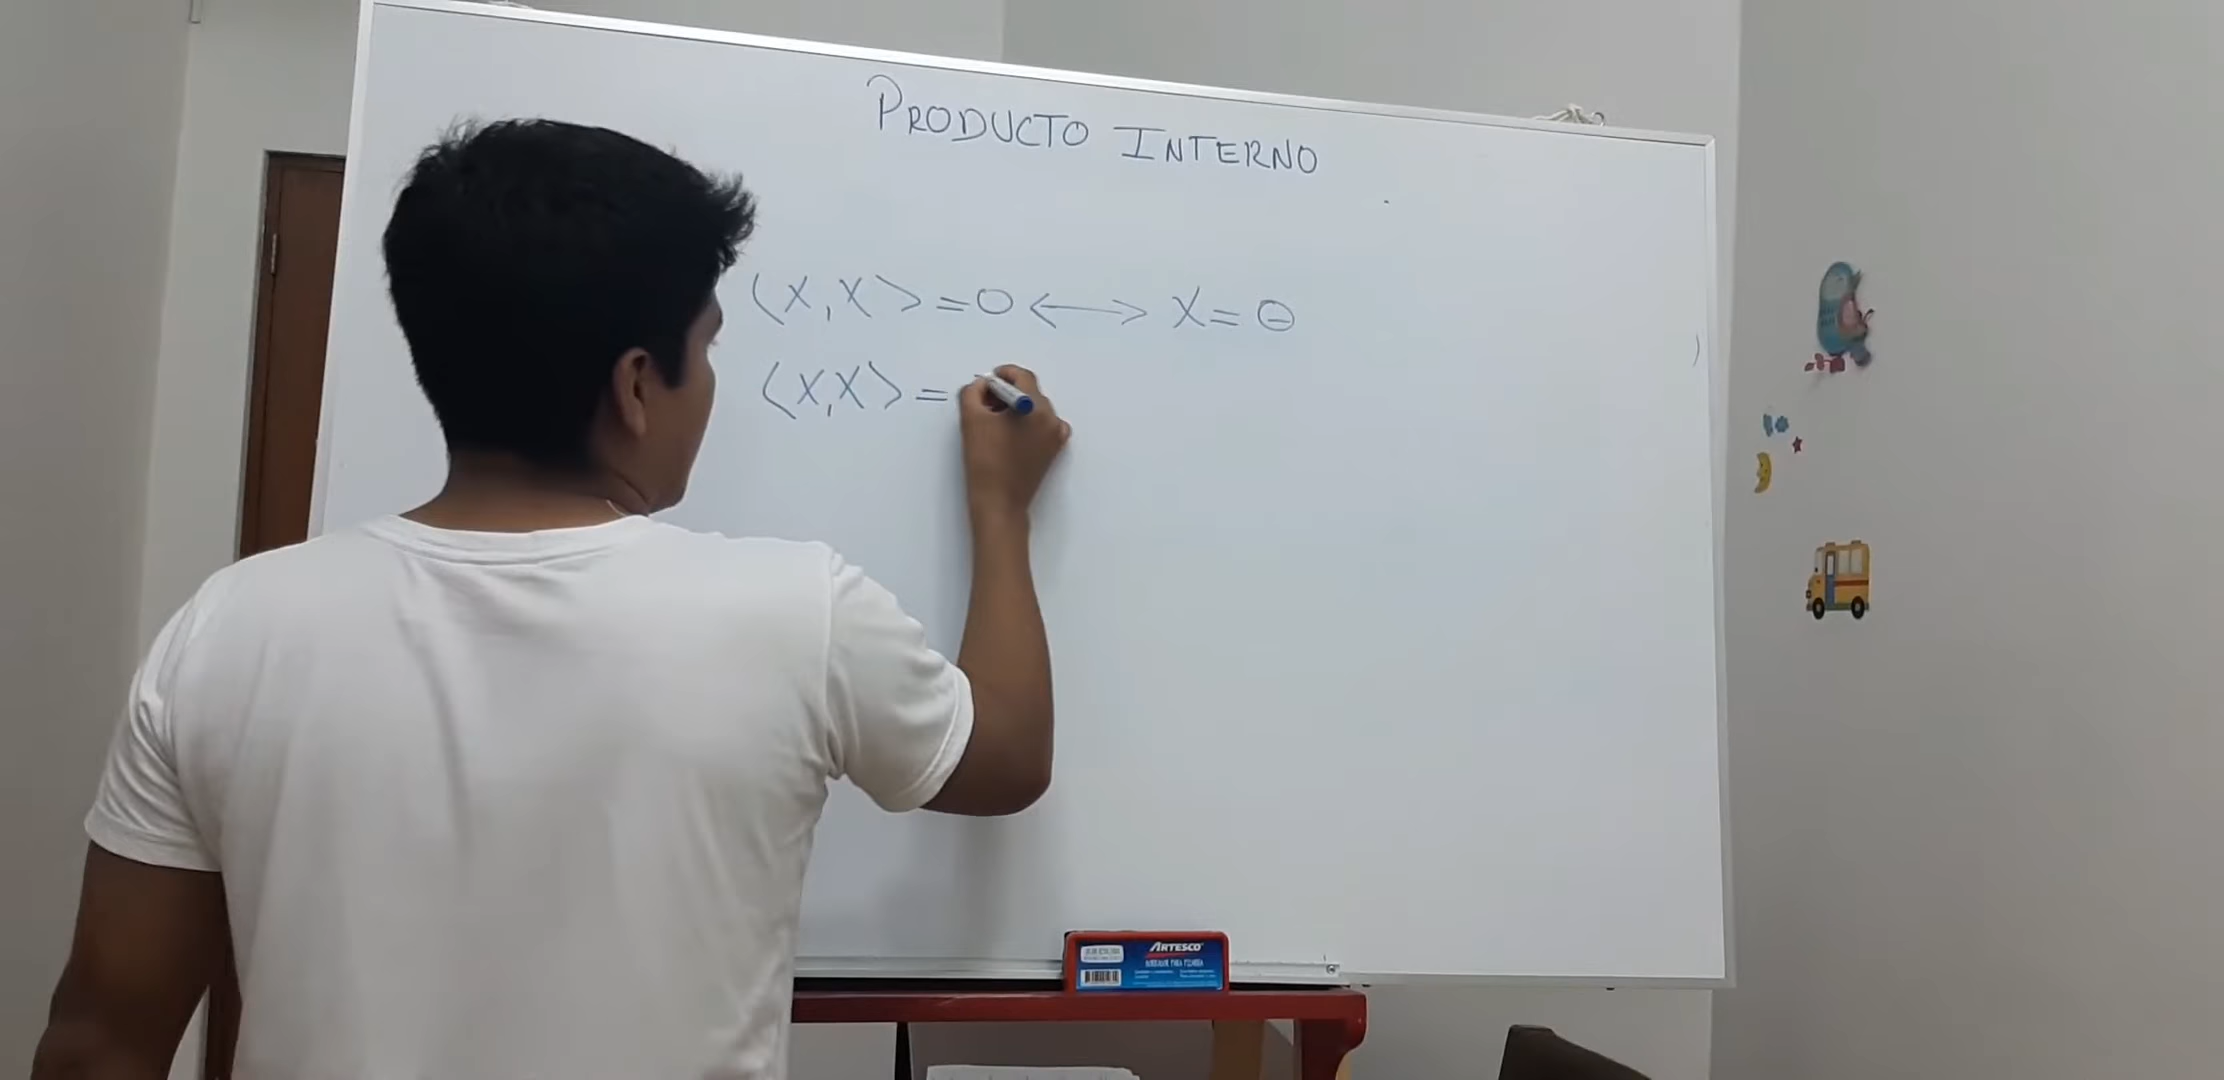 PRODUCTO INTERNO
⟨X,X⟩=0⟷X=θ
⟨X,X⟩=
ARTESCO